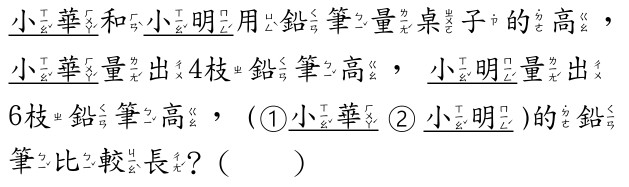 小華和小明用鉛筆量桌子的高，
小華量出4枝鉛筆高， 小明量出
6枝鉛筆高，(①小華 ② 小明)的鉛
筆比較長?（　　）